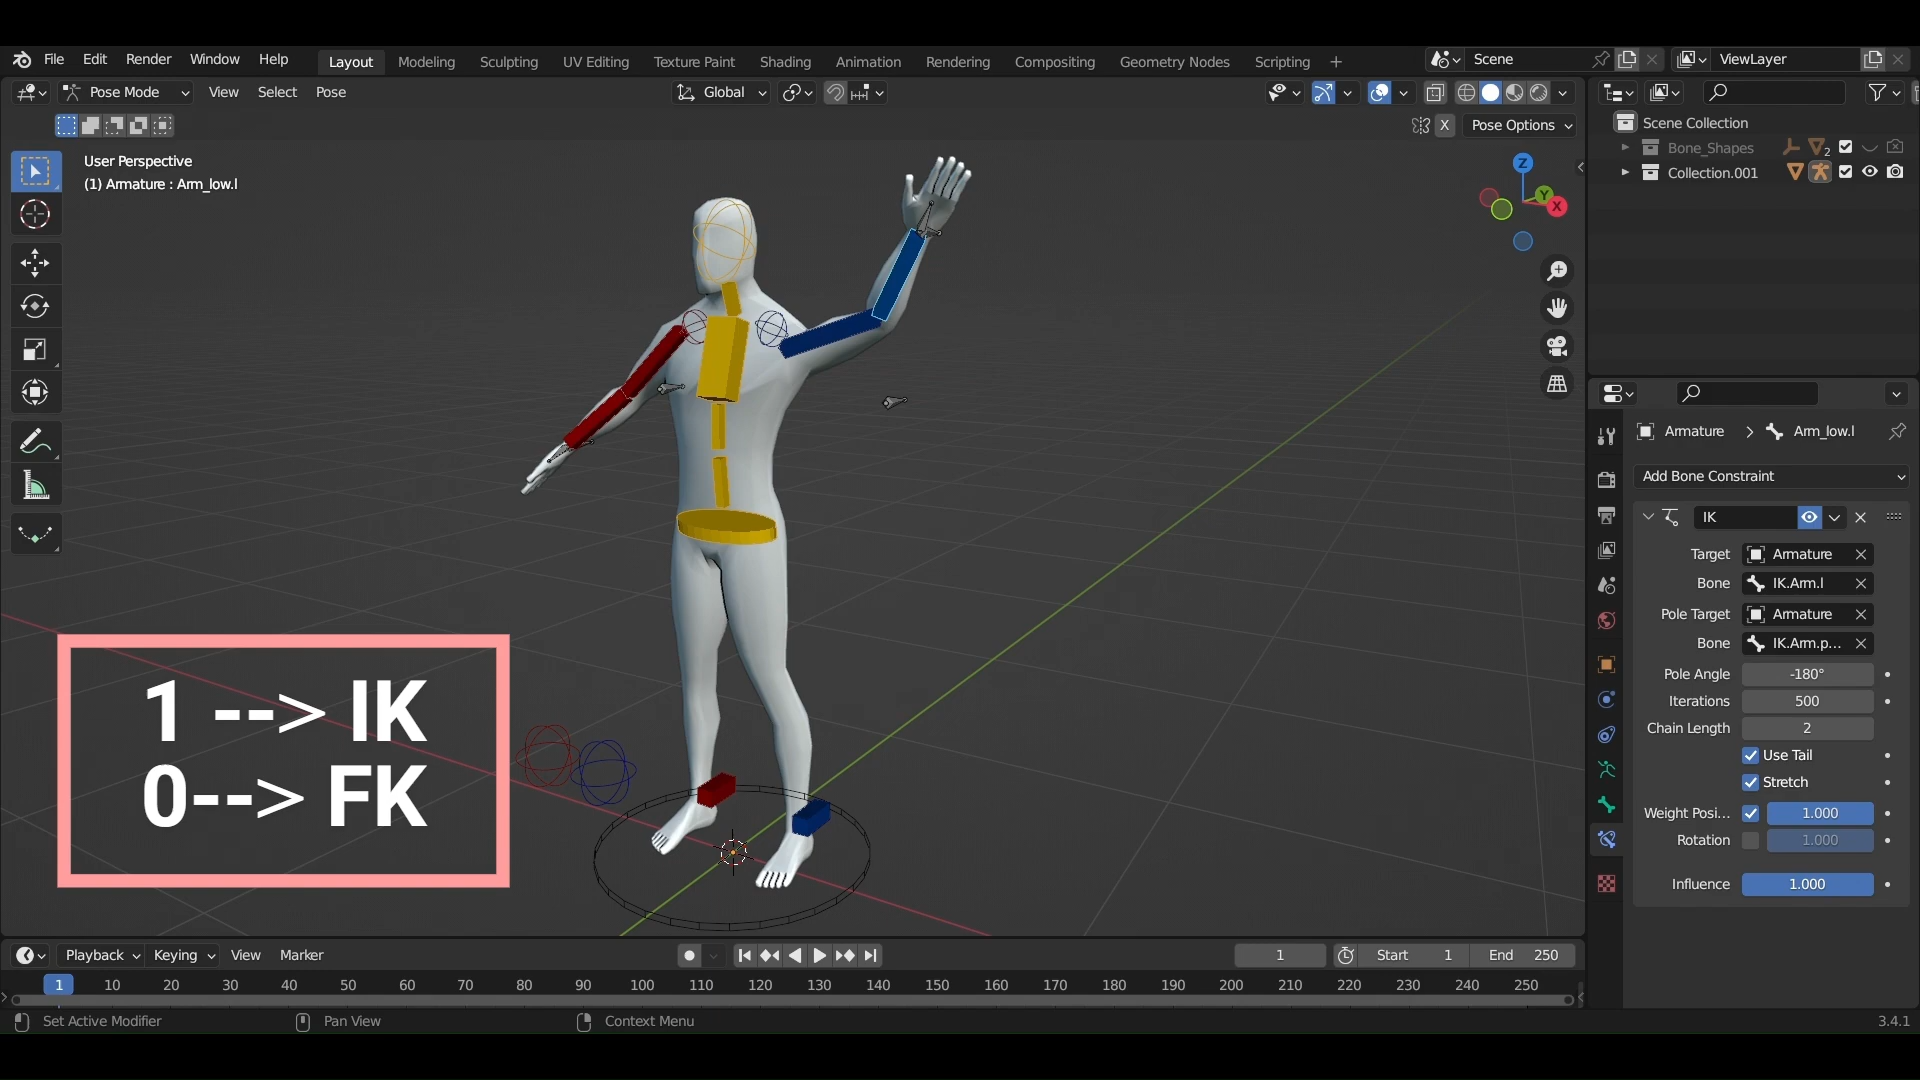 File Edit Render Window Help Layout Modeling Sculpting UV Editing Texture Paint Shading Animation Rendering Compositing Geometry Nodes Scripting + Scene ViewLayer
Pose Mode View Select Pose Global
X Pose Options
User Perspective
(1) Armature : Arm_low.l
Z
Y
X
Scene Collection
Bone_Shapes 2
Collection.001
Armature > Arm_low.l
Add Bone Constraint
IK
Target Armature
Bone IK.Arm.l
Pole Target Armature
Bone IK.Arm.p...
Pole Angle -180°
Iterations 500
Chain Length 2
Use Tail
Stretch
Weight Posi... 1.000
Rotation 1.000
Influence 1.000
1 --> IK
0--> FK
Playback Keying View Marker 1 Start 1 End 250
1 10 20 30 40 50 60 70 80 90 100 110 120 130 140 150 160 170 180 190 200 210 220 230 240 250
Set Active Modifier Pan View Context Menu 3.4.1